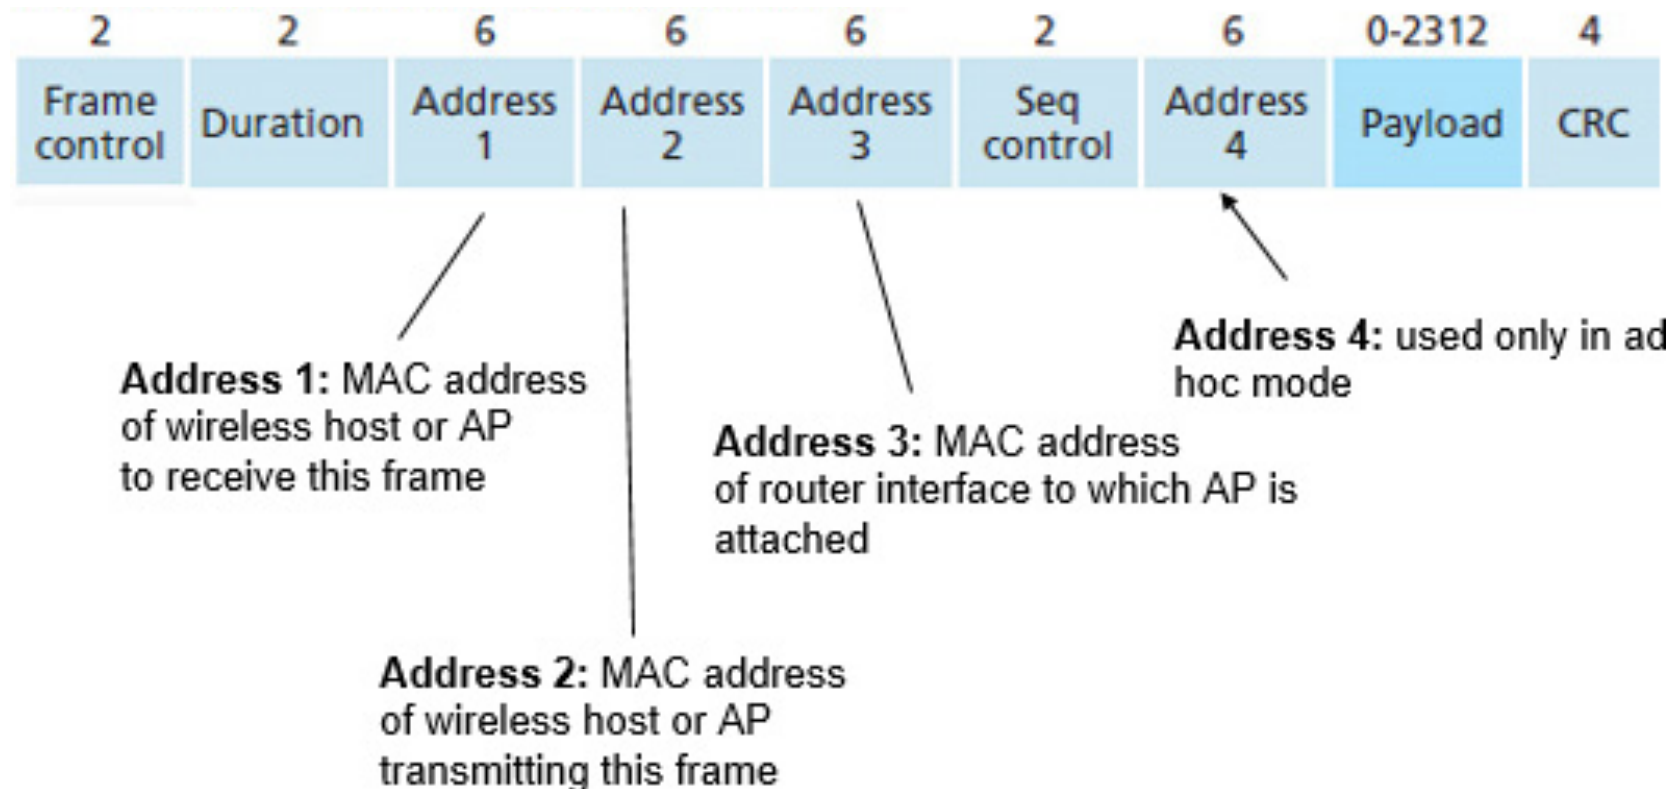 2 2 6 6 6 2 6 0-2312 4
Frame control
Duration
Address 1
Address 2
Address 3
Seq control
Address 4
Payload
CRC
Address 4: used only in ad
hoc mode
Address 1: MAC address
of wireless host or AP
to receive this frame
Address 3: MAC address
of router interface to which AP is
attached
Address 2: MAC address
of wireless host or AP
transmitting this frame